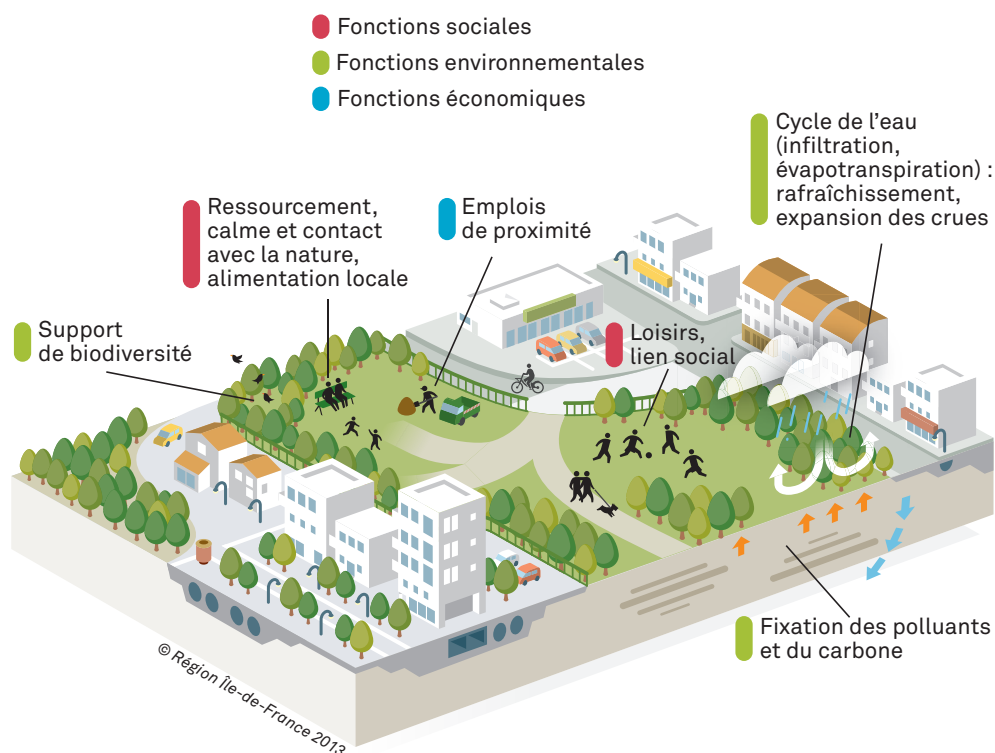 Fonctions sociales
Fonctions environnementales
Fonctions économiques
Cycle de l'eau
(infiltration,
évapotranspiration) :
rafraîchissement,
expansion des crues
Ressourcement,
calme et contact
avec la nature,
alimentation locale
Emplois
de proximité
Support
de biodiversité
Loisirs,
lien social
Fixation des polluants
et du carbone
© Région Île-de-France 2013